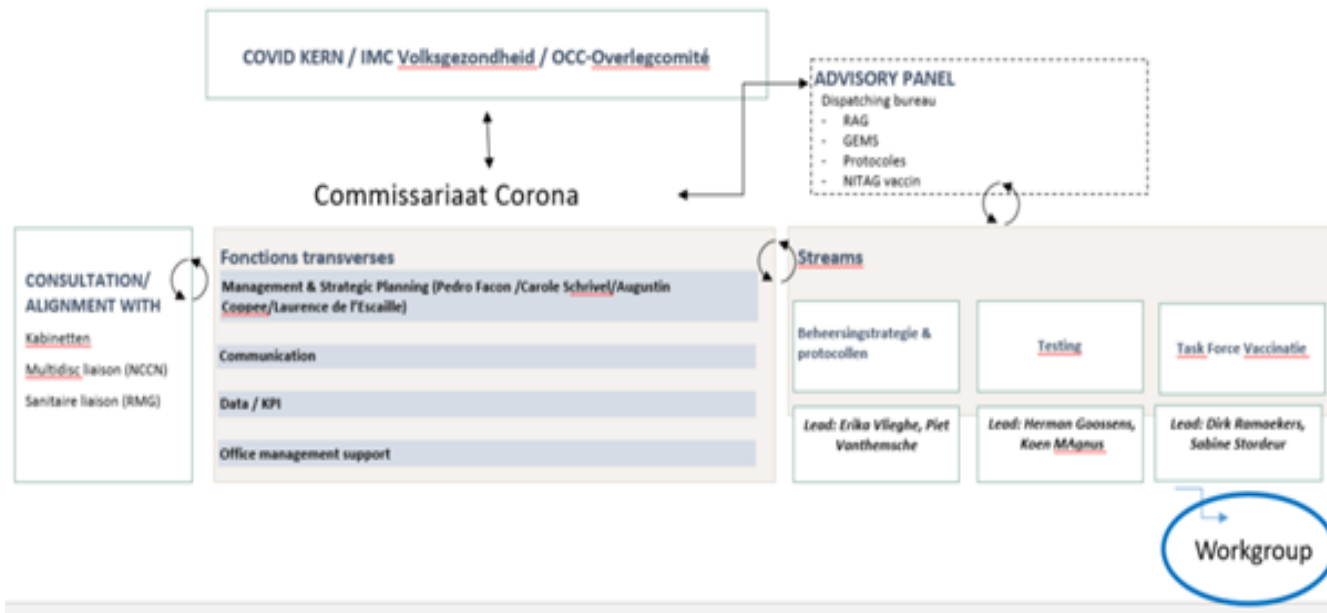 COVID KERN / IMC Volksgezondheid / OCC-Overlegcomité
ADVISORY PANEL
Dispatching bureau
- RAG
- GEMS
- Protocoles
- NITAG vaccin
Commissariaat Corona
CONSULTATION/
ALIGNMENT WITH
Kabinetten
Multidisc liaison (NCCN)
Sanitaire liaison (RMG)
Fonctions transverses
Management & Strategic Planning (Pedro Facon /Carole Schrivel/Augustin
Coppee/Laurence de l'Escaille)
Communication
Data / KPI
Office management support
Streams
Beheersingstrategie &
protocollen
Testing
Task Force Vaccinatie
Lead: Erika Vlieghe, Piet
Vanthemsche
Lead: Herman Goossens,
Koen MAgnus
Lead: Dirk Ramaekers,
Sabine Stordeur
Workgroup